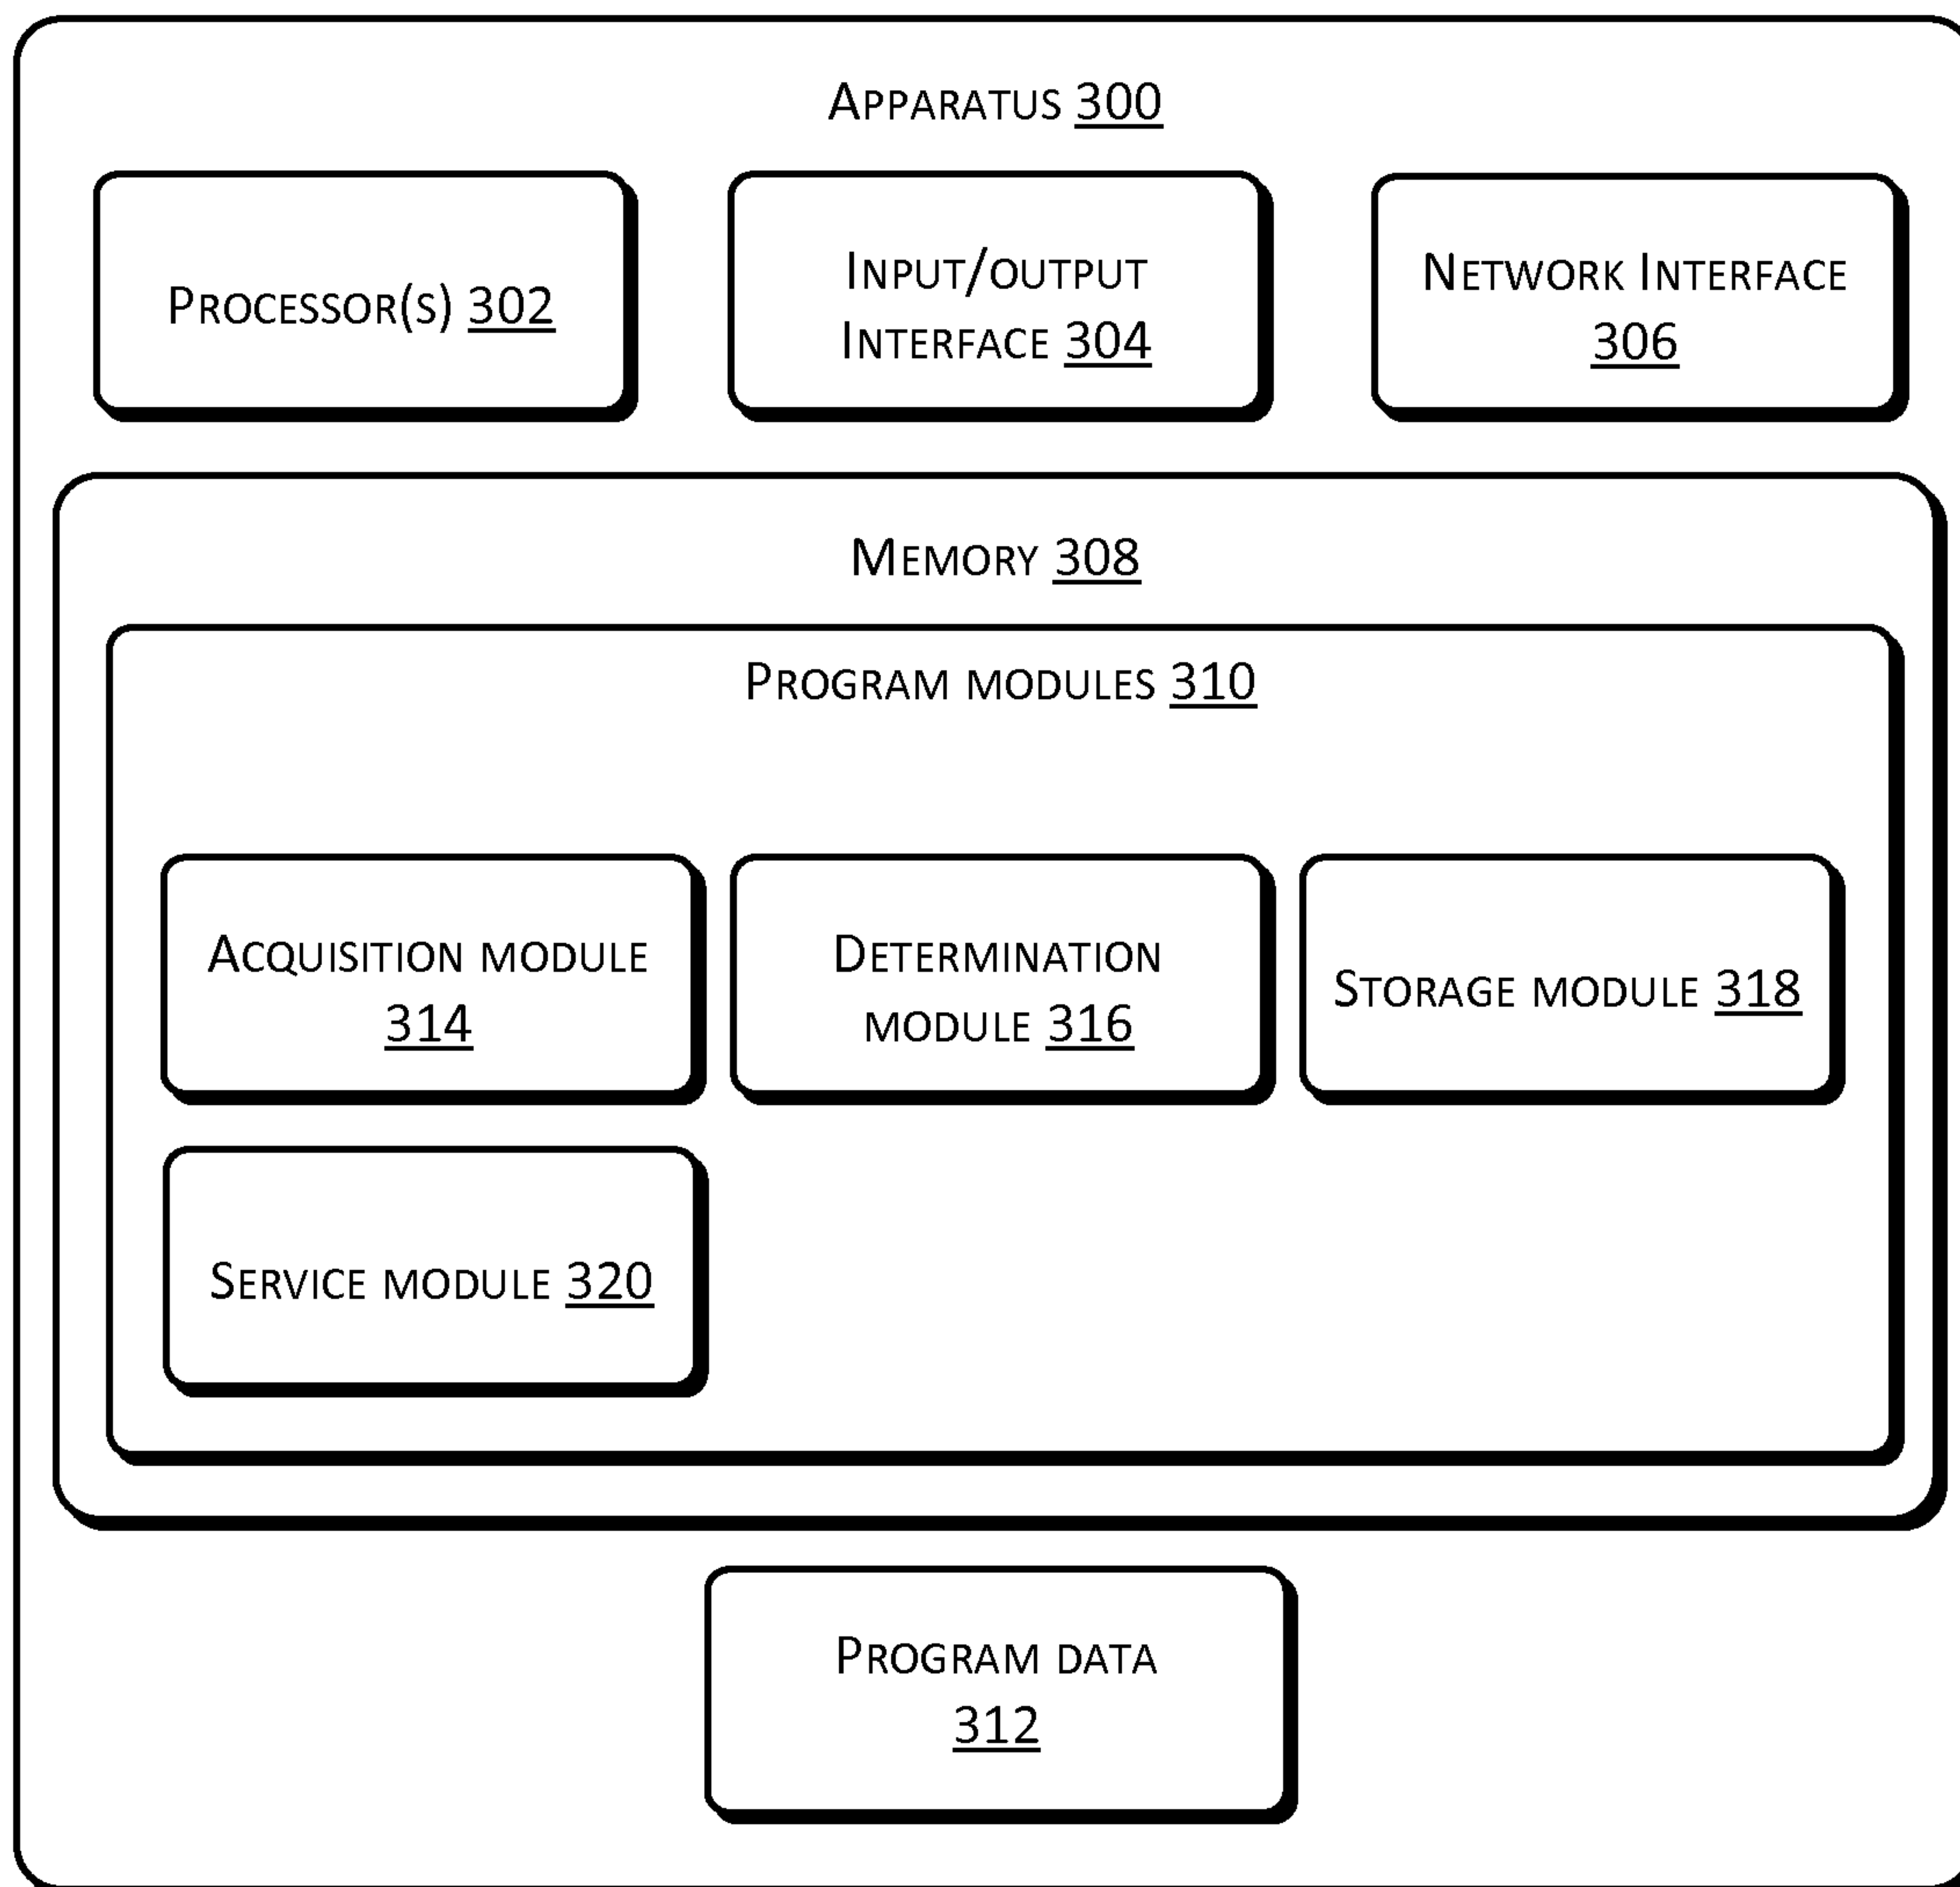 APPARATUS 300
PROCESSOR(S) 302
INPUT/OUTPUT
INTERFACE 304
NETWORK INTERFACE
306
MEMORY 308
PROGRAM MODULES 310
ACQUISITION MODULE
314
DETERMINATION
MODULE 316
STORAGE MODULE 318
SERVICE MODULE 320
PROGRAM DATA
312